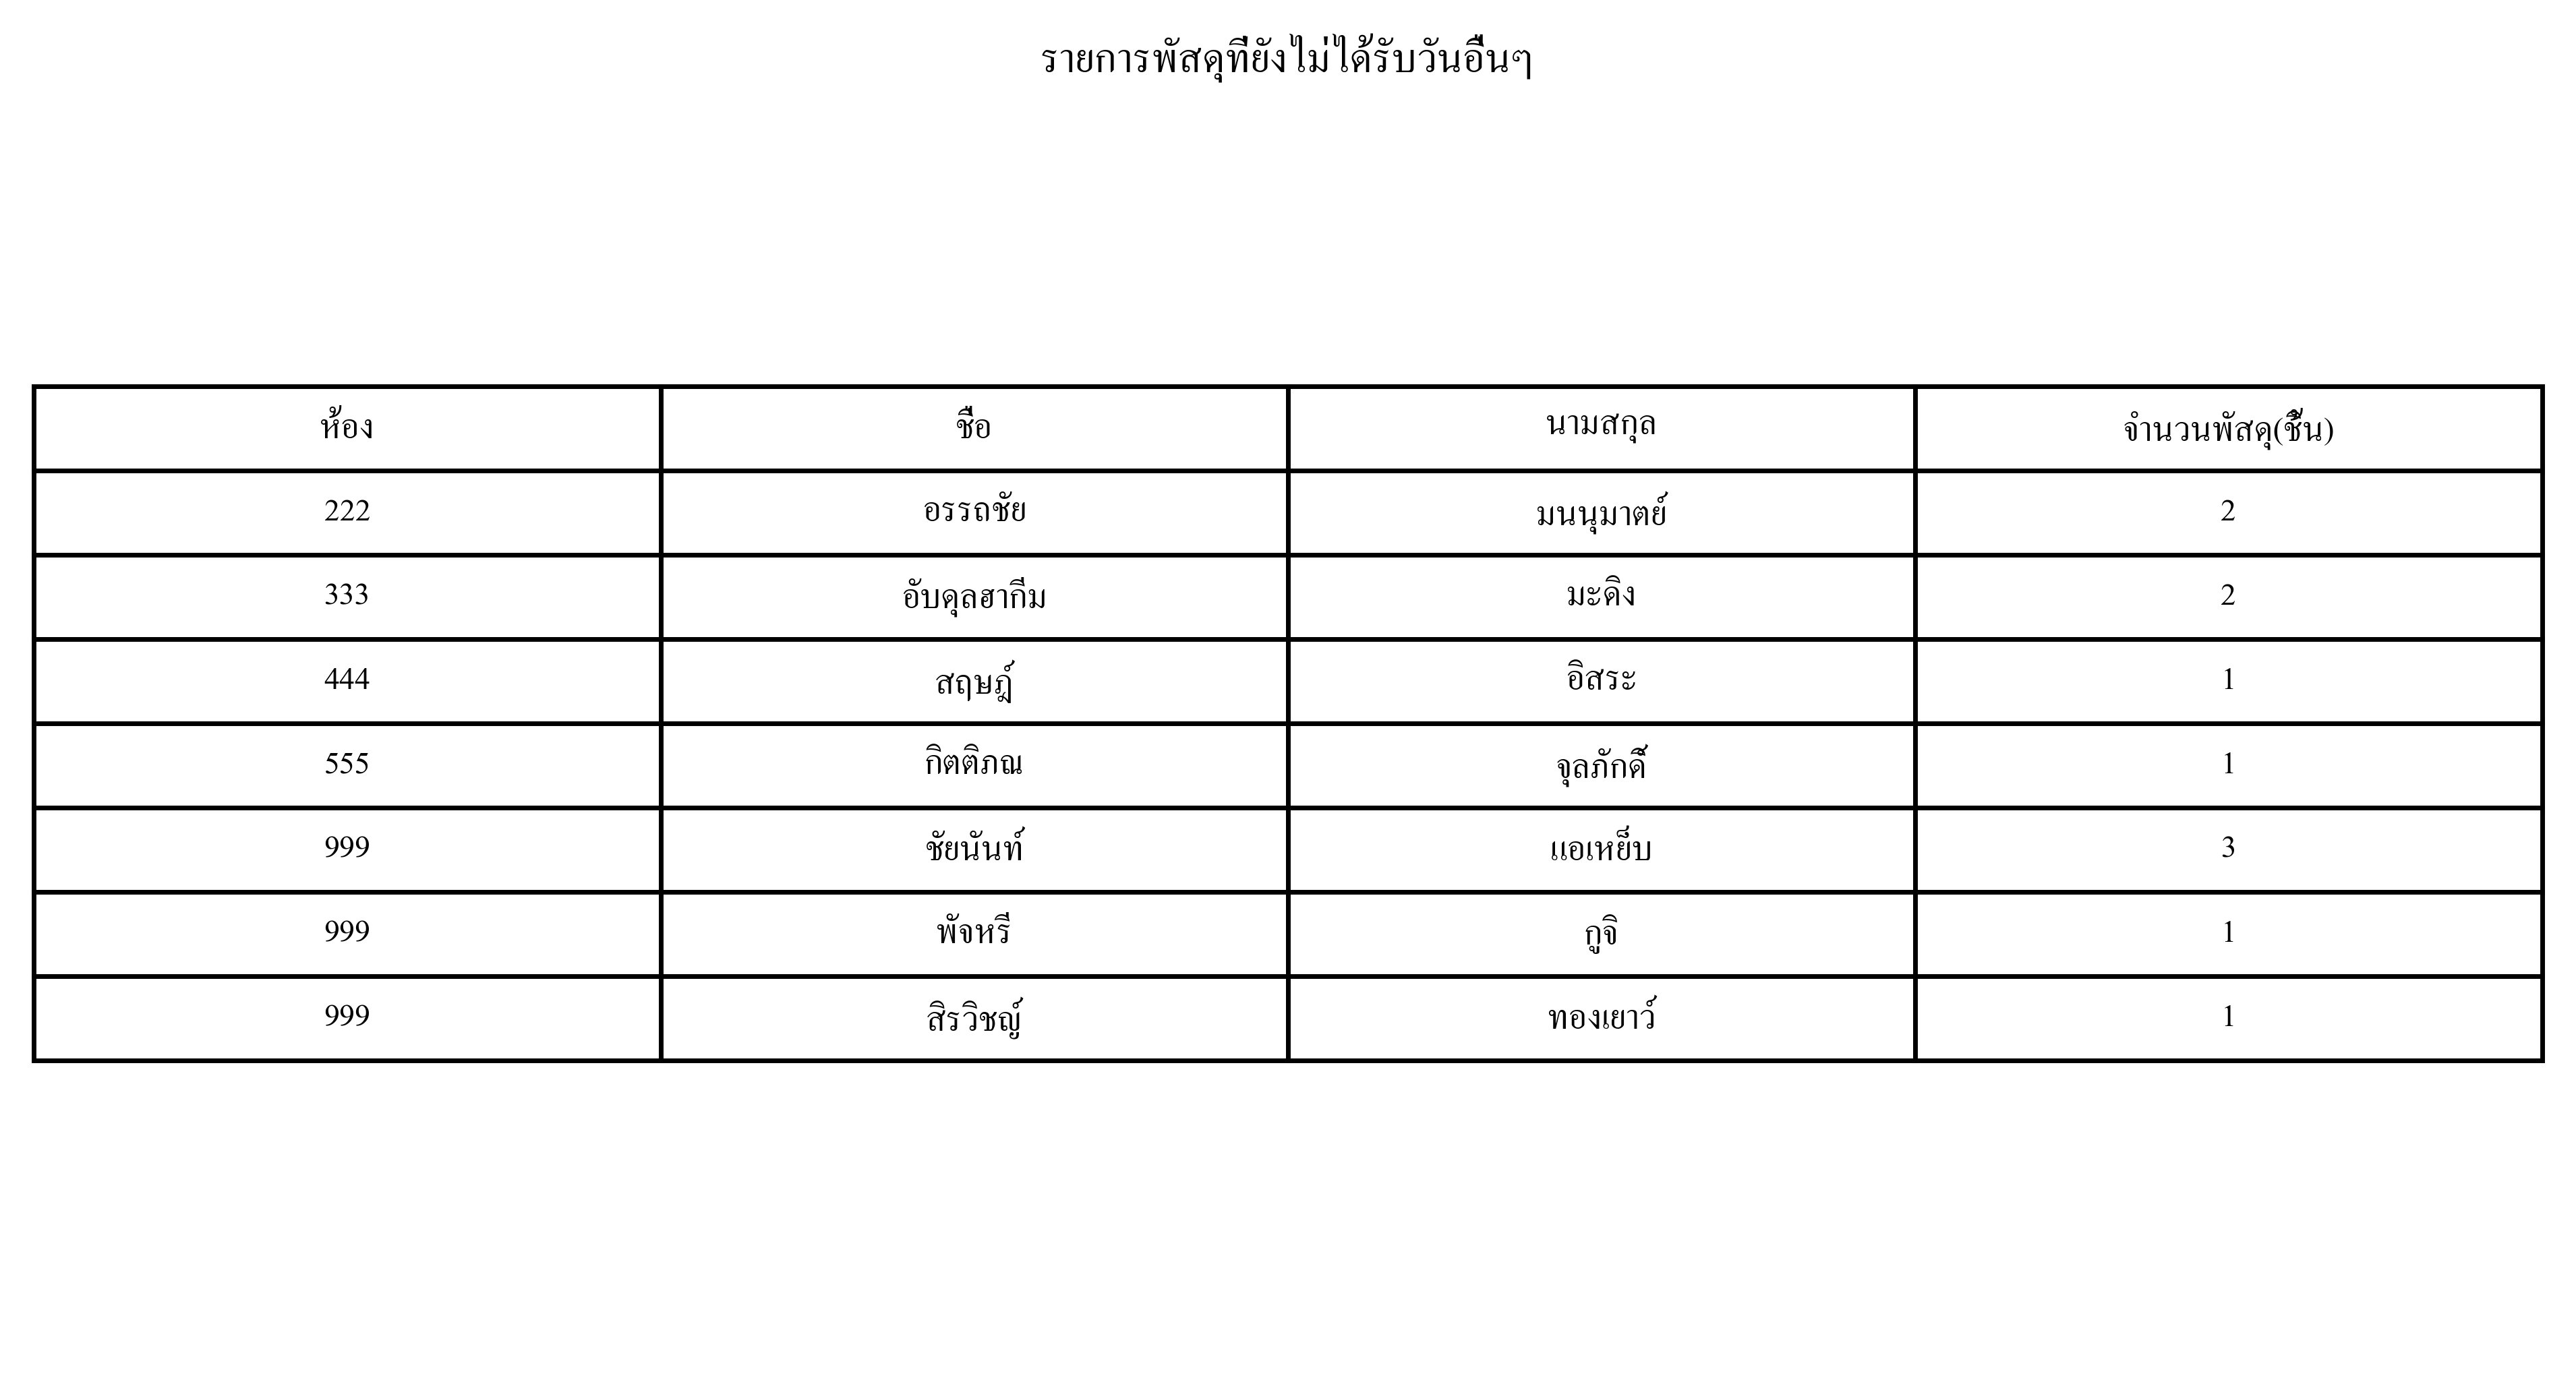 รายการพัสดุที่ยังไม่ได้รับวันอื่นๆ
ห้อง ชื่อ นามสกุล จำนวนพัสดุ(ชิ้น)
222 อรรถชัย มนนุมาตย์ 2
333 อับดุลฮากีม มะดิง 2
444 สฤษฎ์ อิสระ 1
555 กิตติภณ จุลภักดี 1
999 ชัยนันท์ แอเหย็บ 3
999 พัจหรี กูจิ 1
999 สิรวิชญ์ ทองเยาว์ 1